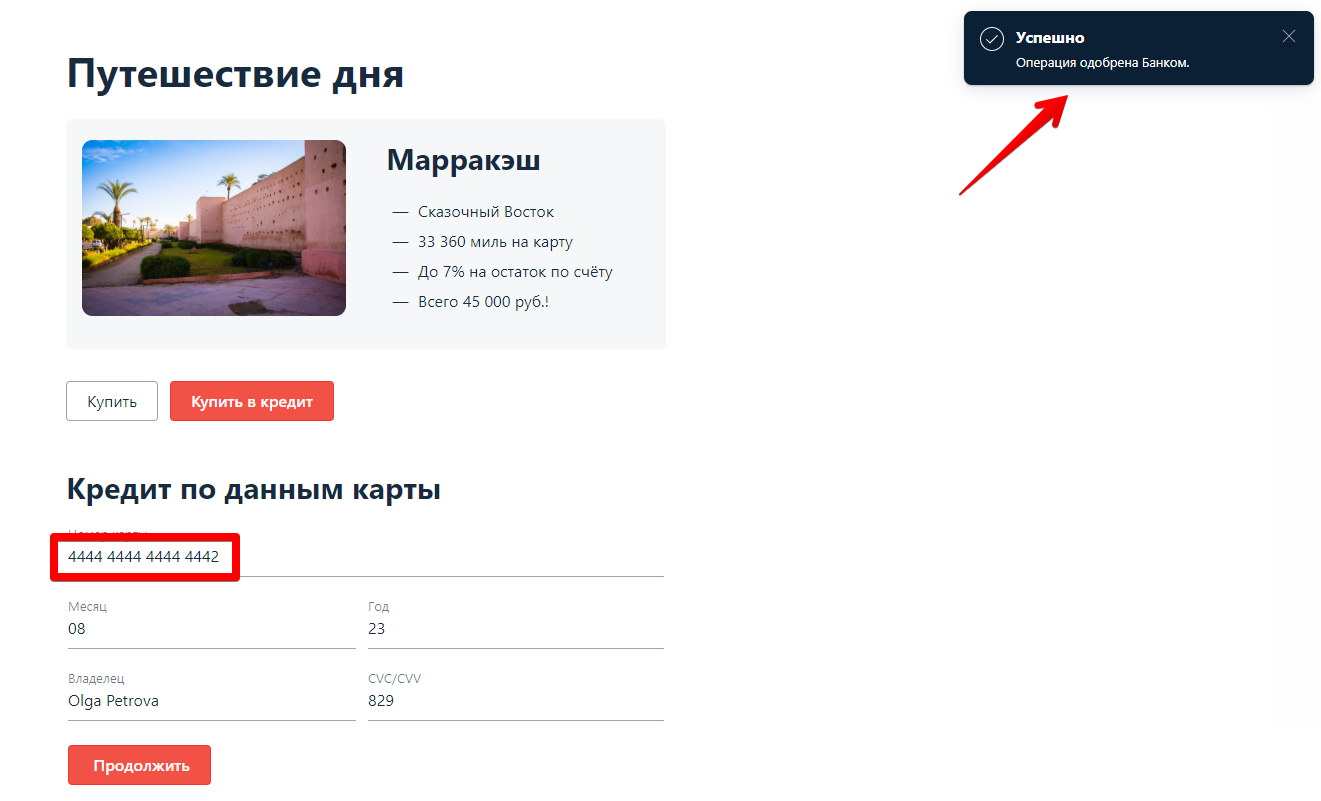 Успешно
Операция одобрена Банком.
Путешествие дня
Марракэш
— Сказочный Восток
— 33 360 миль на карту
— До 7% на остаток по счёту
— Всего 45 000 руб.!
Купить
Купить в кредит
Кредит по данным карты
Номер карты
4444 4444 4444 4442
Месяц
Год
08
23
Владелец
CVC/CVV
Olga Petrova
829
Продолжить